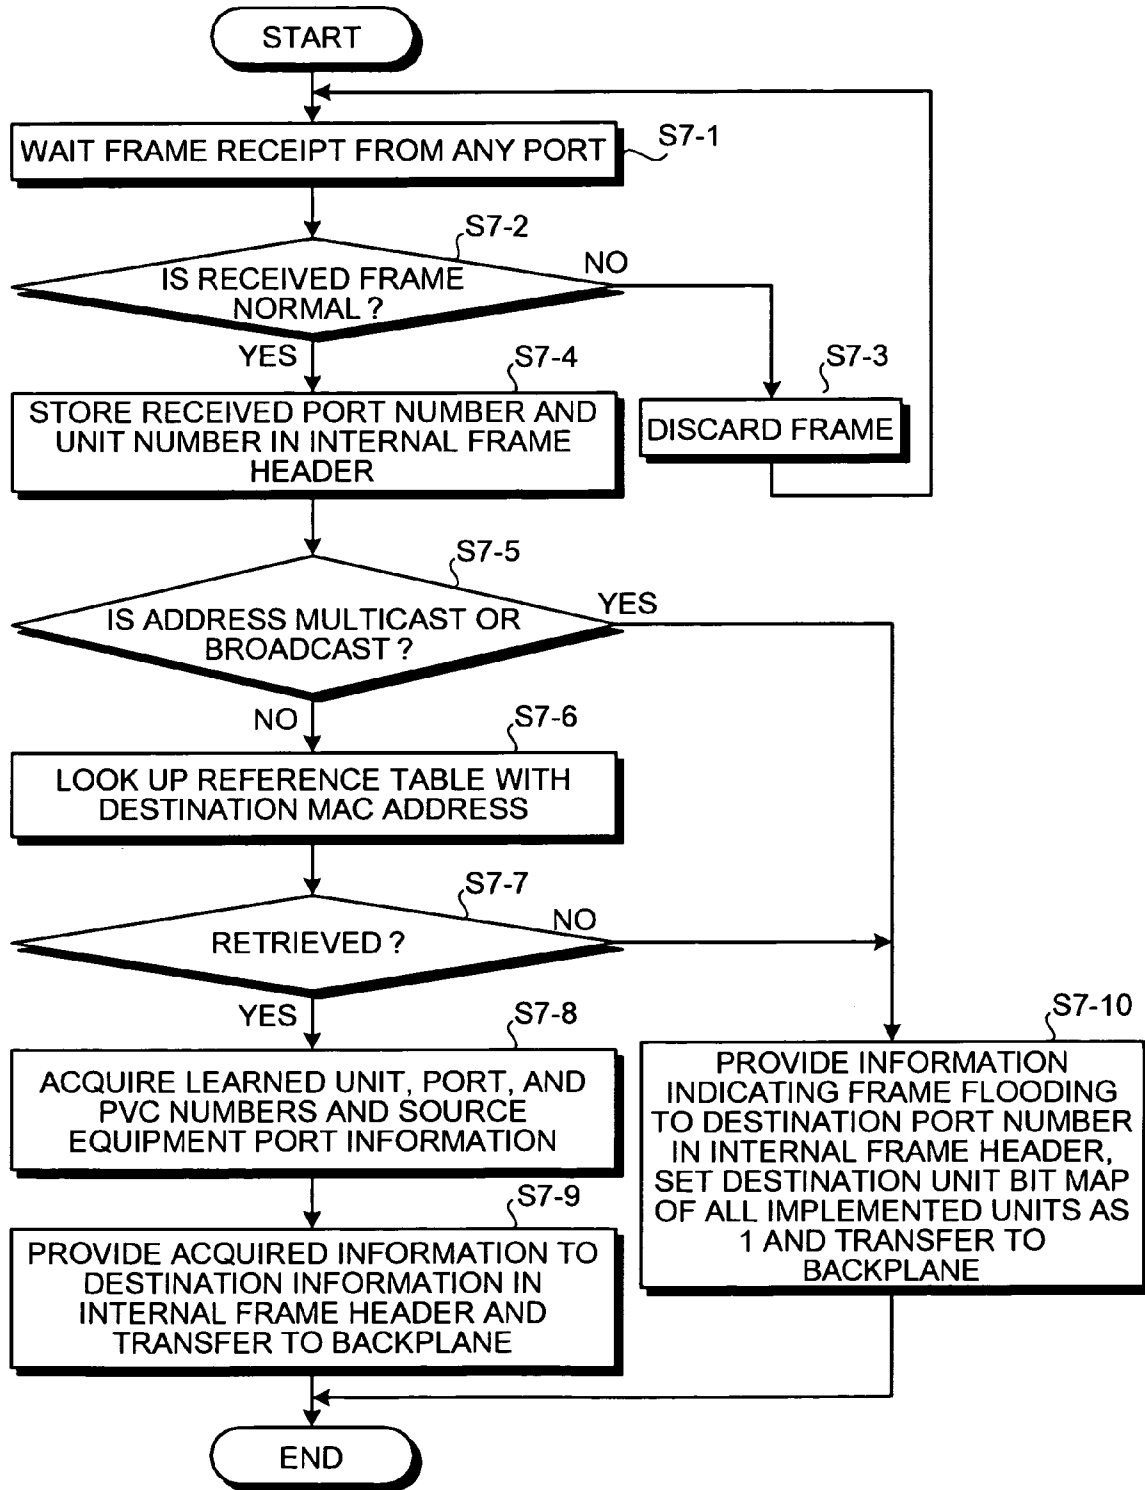 START
WAIT FRAME RECEIPT FROM ANY PORT
S7-1
S7-2
IS RECEIVED FRAME
NORMAL ?
NO
YES
S7-4
STORE RECEIVED PORT NUMBER AND
UNIT NUMBER IN INTERNAL FRAME
HEADER
S7-3
DISCARD FRAME
S7-5
IS ADDRESS MULTICAST OR
BROADCAST ?
YES
NO
S7-6
LOOK UP REFERENCE TABLE WITH
DESTINATION MAC ADDRESS
S7-7
RETRIEVED ?
NO
YES
S7-8
ACQUIRE LEARNED UNIT, PORT, AND
PVC NUMBERS AND SOURCE
EQUIPMENT PORT INFORMATION
S7-9
PROVIDE ACQUIRED INFORMATION TO
DESTINATION INFORMATION IN
INTERNAL FRAME HEADER AND
TRANSFER TO BACKPLANE
S7-10
PROVIDE INFORMATION
INDICATING FRAME FLOODING
TO DESTINATION PORT NUMBER
IN INTERNAL FRAME HEADER,
SET DESTINATION UNIT BIT MAP
OF ALL IMPLEMENTED UNITS AS
1 AND TRANSFER TO
BACKPLANE
END